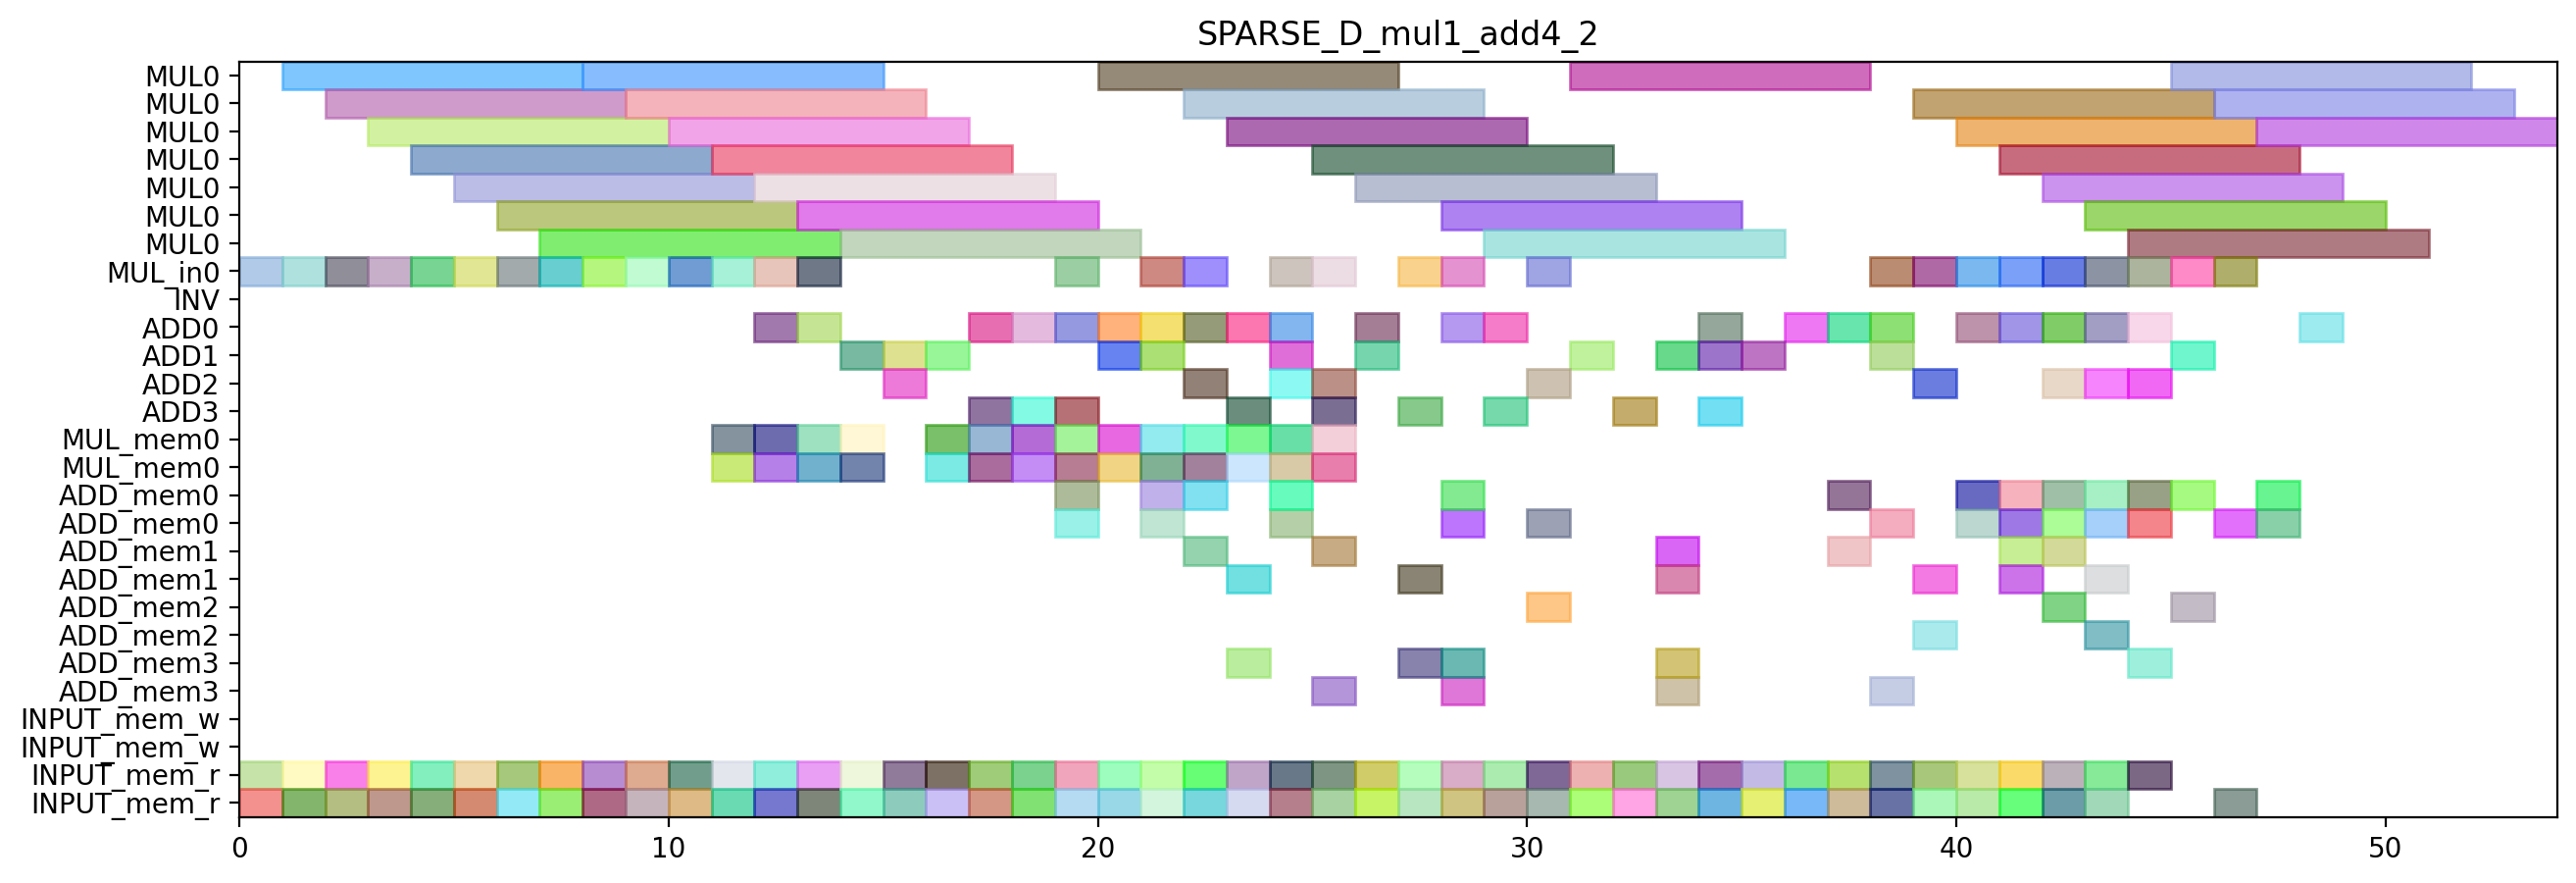 SPARSE_D_mul1_add4_2
MUL0
MUL0
MUL0
MUL0
MUL0
MUL0
MUL0
MUL_in0
INV
ADD0
ADD1
ADD2
ADD3
MUL_mem0
MUL_mem0
ADD_mem0
ADD_mem0
ADD_mem1
ADD_mem1
ADD_mem2
ADD_mem2
ADD_mem3
ADD_mem3
INPUT_mem_w
INPUT_mem_w
INPUT_mem_r
INPUT_mem_r
0 10 20 30 40 50